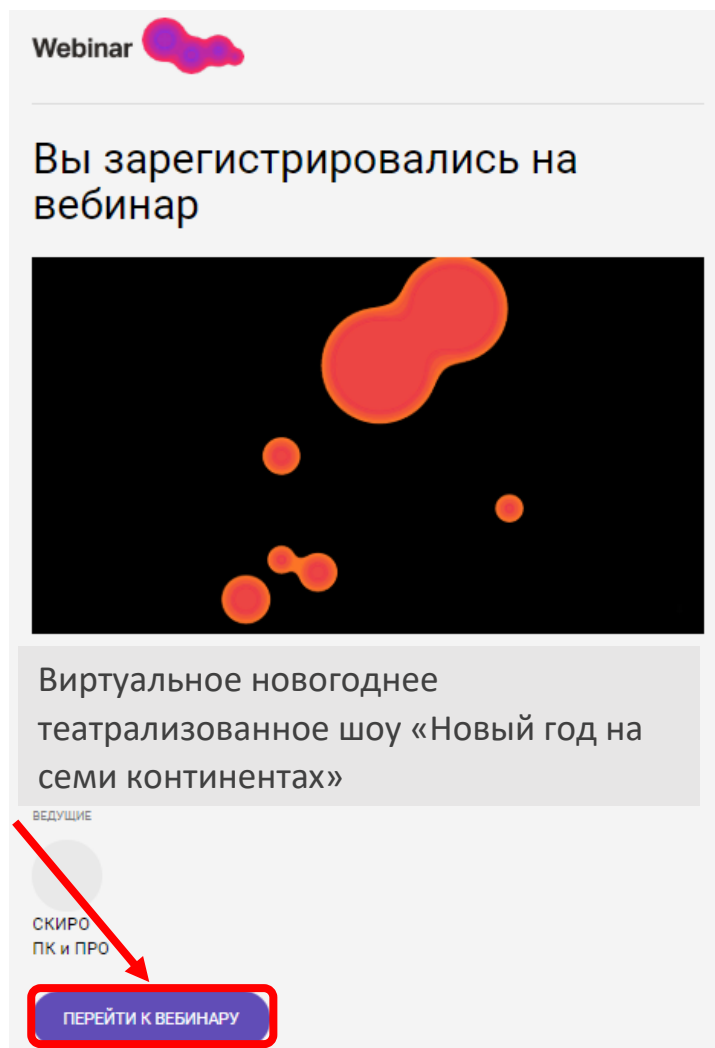 Webinar
Вы зарегистрировались на
вебинар
Виртуальное новогоднее
театрализованное шоу «Новый год на
семи континентах»
ВЕДУЩИЕ
СКИРО
ПК и ПРО
ПЕРЕЙТИ К ВЕБИНАРУ